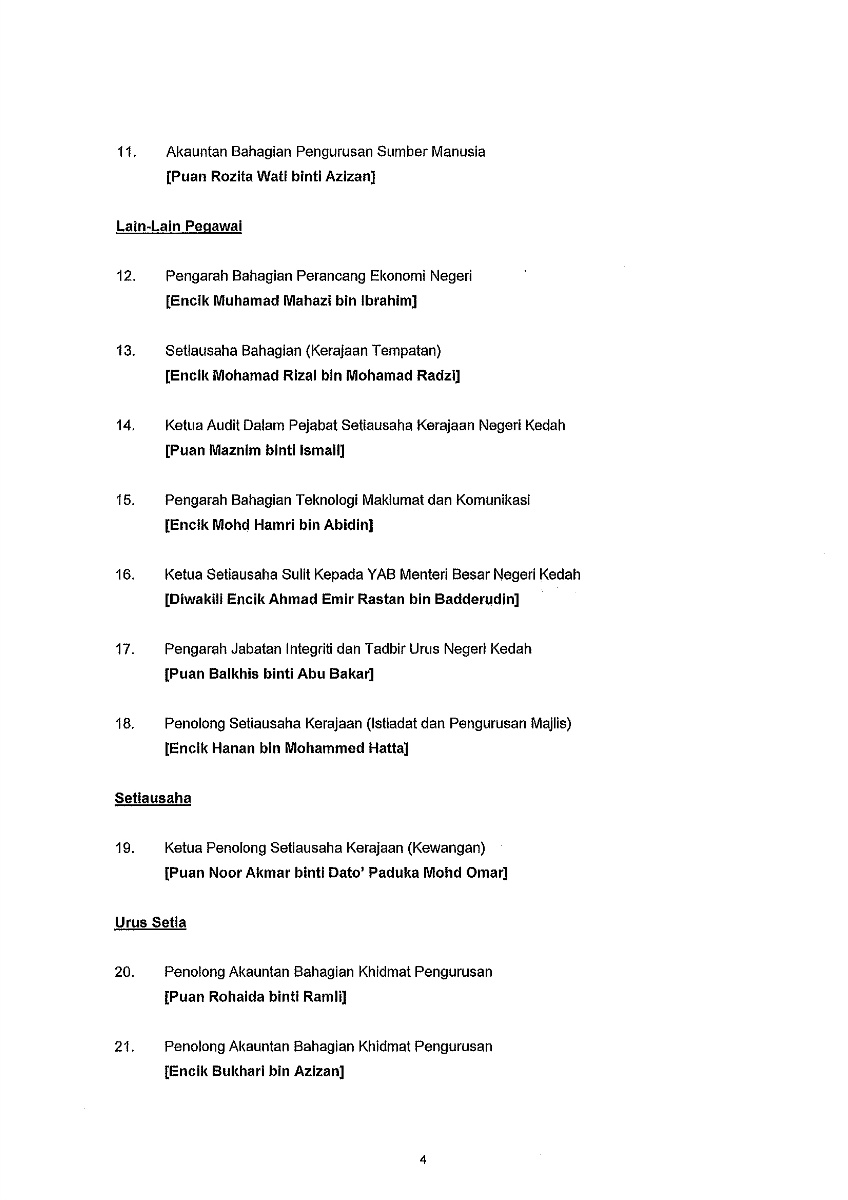 11. Akauntan Bahagian Pengurusan Sumber Manusia
[Puan Rozita Wati binti Azizan]
Lain-Lain Pegawai
12. Pengarah Bahagian Perancang Ekonomi Negeri
[Encik Muhamad Mahazi bin Ibrahim]
13. Setiausaha Bahagian (Kerajaan Tempatan)
[Encik Mohamad Rizal bin Mohamad Radzi]
14. Ketua Audit Dalam Pejabat Setiausaha Kerajaan Negeri Kedah
[Puan Maznim binti Ismail]
15. Pengarah Bahagian Teknologi Maklumat dan Komunikasi
[Encik Mohd Hamri bin Abidin]
16. Ketua Setiausaha Sulit Kepada YAB Menteri Besar Negeri Kedah
[Diwakili Encik Ahmad Emir Rastan bin Badderudin]
17. Pengarah Jabatan Integriti dan Tadbir Urus Negeri Kedah
[Puan Balkhis binti Abu Bakar]
18. Penolong Setiausaha Kerajaan (Istiadat dan Pengurusan Majlis)
[Encik Hanan bin Mohammed Hatta]
Setiausaha
19. Ketua Penolong Setiausaha Kerajaan (Kewangan)
[Puan Noor Akmar binti Dato' Paduka Mohd Omar]
Urus Setia
20. Penolong Akauntan Bahagian Khidmat Pengurusan
[Puan Rohaida binti Ramli]
21. Penolong Akauntan Bahagian Khidmat Pengurusan
[Encik Bukhari bin Azizan]
4